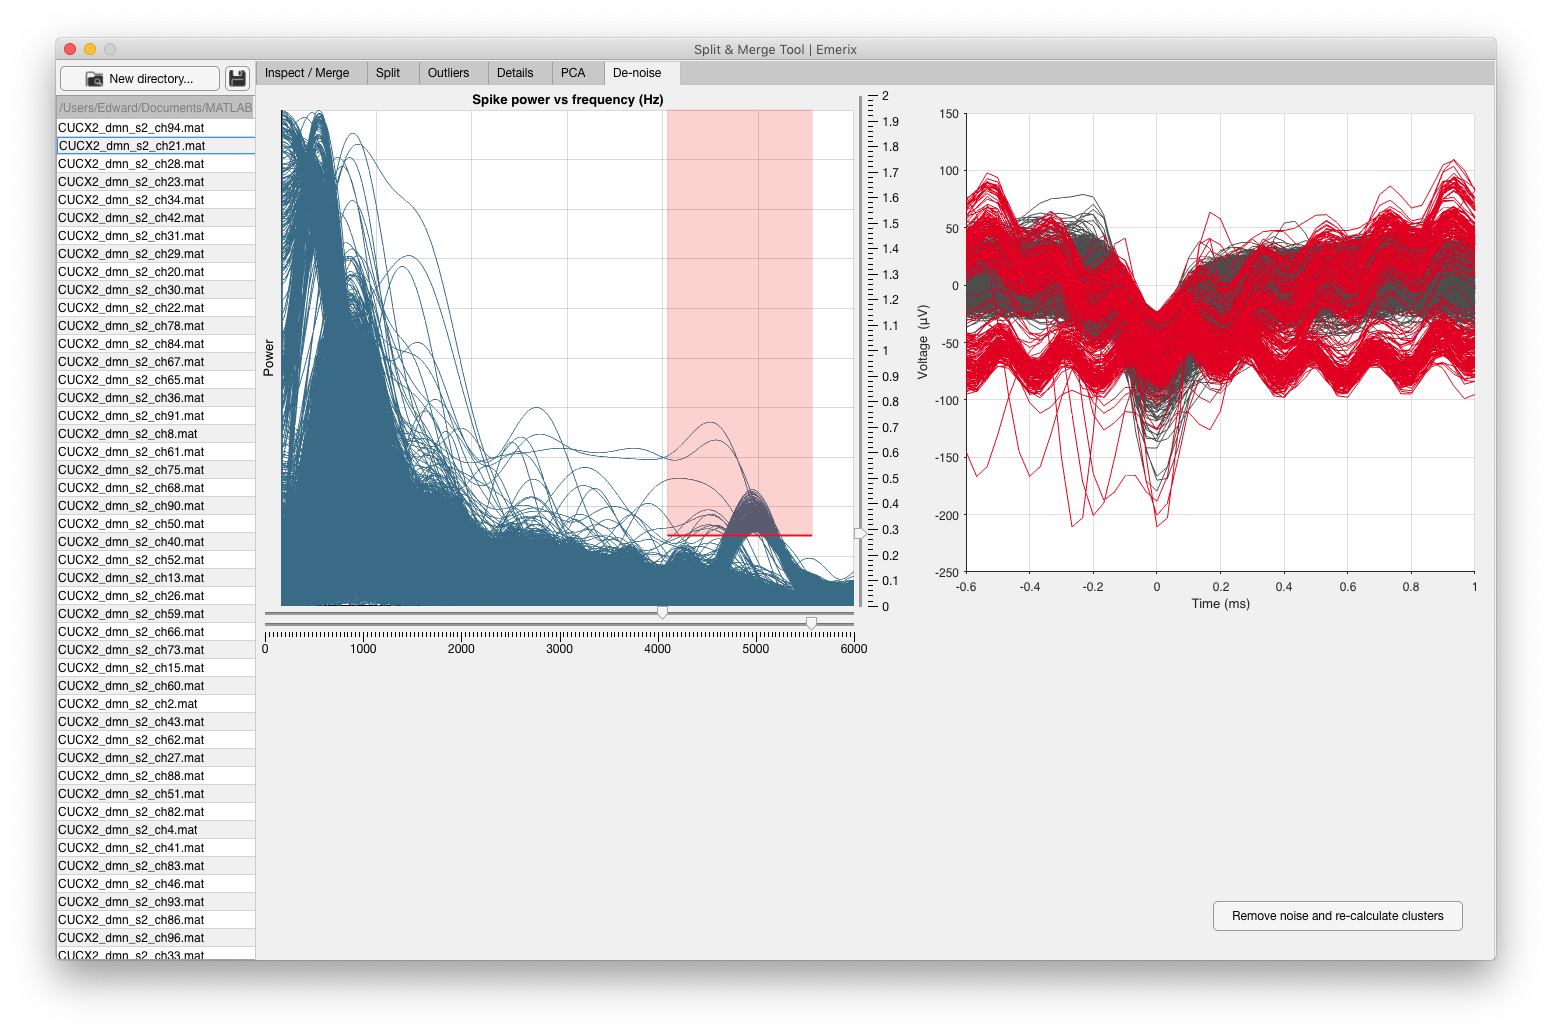 Split & Merge Tool | Emerix
New directory...
Inspect / Merge Split Outliers Details PCA De-noise
/Users/Edward/Documents/MATLAB
CUCX2_dmn_s2_ch94.mat
CUCX2_dmn_s2_ch21.mat
CUCX2_dmn_s2_ch28.mat
CUCX2_dmn_s2_ch23.mat
CUCX2_dmn_s2_ch34.mat
CUCX2_dmn_s2_ch42.mat
CUCX2_dmn_s2_ch31.mat
CUCX2_dmn_s2_ch29.mat
CUCX2_dmn_s2_ch20.mat
CUCX2_dmn_s2_ch30.mat
CUCX2_dmn_s2_ch22.mat
CUCX2_dmn_s2_ch78.mat
CUCX2_dmn_s2_ch84.mat
CUCX2_dmn_s2_ch67.mat
CUCX2_dmn_s2_ch65.mat
CUCX2_dmn_s2_ch36.mat
CUCX2_dmn_s2_ch91.mat
CUCX2_dmn_s2_ch8.mat
CUCX2_dmn_s2_ch61.mat
CUCX2_dmn_s2_ch75.mat
CUCX2_dmn_s2_ch68.mat
CUCX2_dmn_s2_ch90.mat
CUCX2_dmn_s2_ch50.mat
CUCX2_dmn_s2_ch40.mat
CUCX2_dmn_s2_ch52.mat
CUCX2_dmn_s2_ch13.mat
CUCX2_dmn_s2_ch26.mat
CUCX2_dmn_s2_ch59.mat
CUCX2_dmn_s2_ch66.mat
CUCX2_dmn_s2_ch73.mat
CUCX2_dmn_s2_ch15.mat
CUCX2_dmn_s2_ch60.mat
CUCX2_dmn_s2_ch2.mat
CUCX2_dmn_s2_ch43.mat
CUCX2_dmn_s2_ch62.mat
CUCX2_dmn_s2_ch27.mat
CUCX2_dmn_s2_ch88.mat
CUCX2_dmn_s2_ch51.mat
CUCX2_dmn_s2_ch82.mat
CUCX2_dmn_s2_ch4.mat
CUCX2_dmn_s2_ch41.mat
CUCX2_dmn_s2_ch83.mat
CUCX2_dmn_s2_ch46.mat
CUCX2_dmn_s2_ch93.mat
CUCX2_dmn_s2_ch86.mat
CUCX2_dmn_s2_ch96.mat
CUCX2_dmn_s2_ch33.mat
Spike power vs frequency (Hz)
Power
0 1000 2000 3000 4000 5000 6000
2
1.9
1.8
1.7
1.6
1.5
1.4
1.3
1.2
1.1
1
0.9
0.8
0.7
0.6
0.5
0.4
0.3
0.2
0.1
0
150
100
50
0
-50
-100
-150
-200
-250
Voltage (µV)
-0.6 -0.4 -0.2 0 0.2 0.4 0.6 0.8 1
Time (ms)
Remove noise and re-calculate clusters